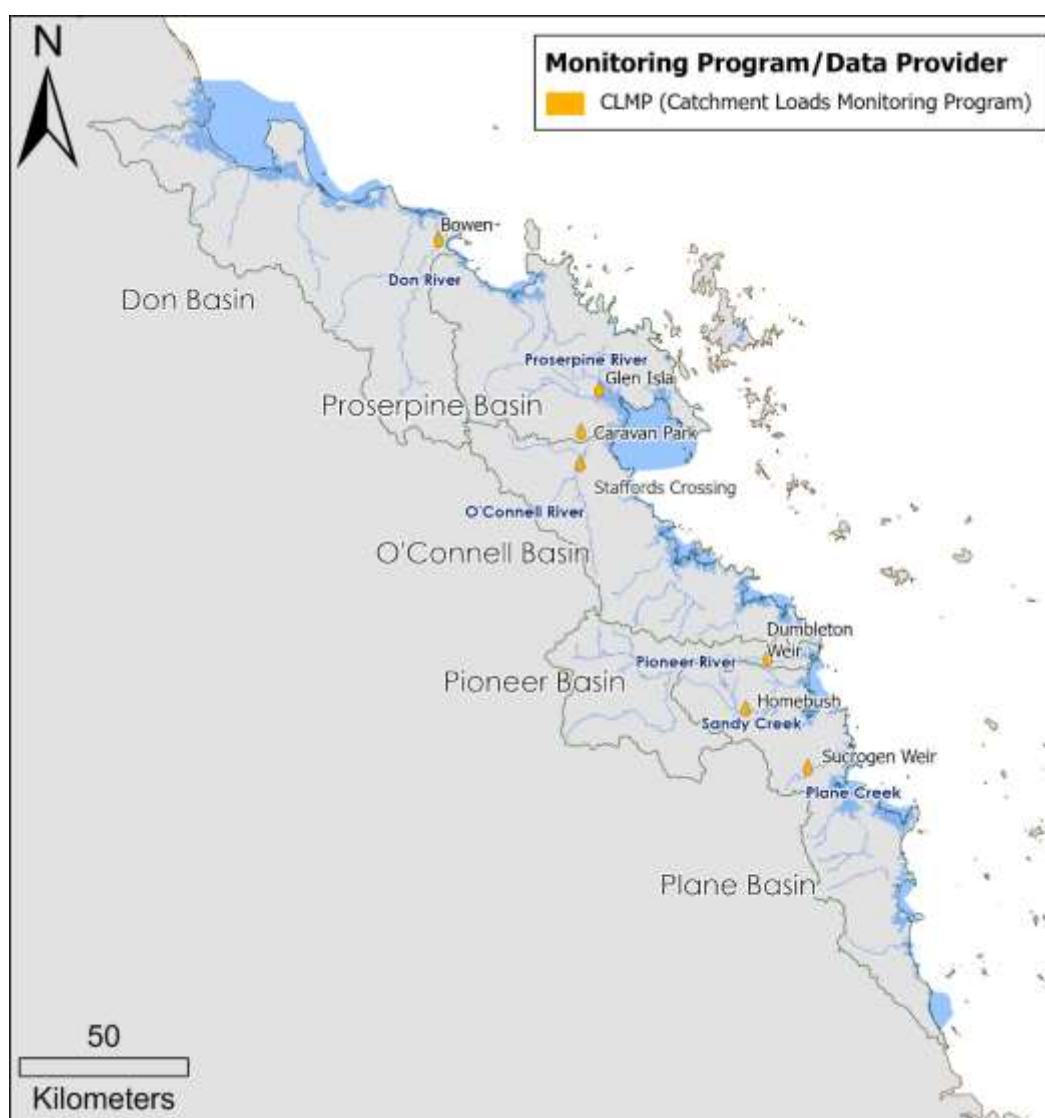 N
Monitoring Program/Data Provider
CLMP (Catchment Loads Monitoring Program)
Bowen
Don River
Don Basin
Proserpine River
Glen Isla
Proserpine Basin
Caravan Park
Staffords Crossing
O'Connell River
O'Connell Basin
Dumbleton
Weir
Pioneer River
Pioneer Basin
Homebush
Sandy Creek
Sucrogen Weir
Plane Creek
Plane Basin
50
Kilometers